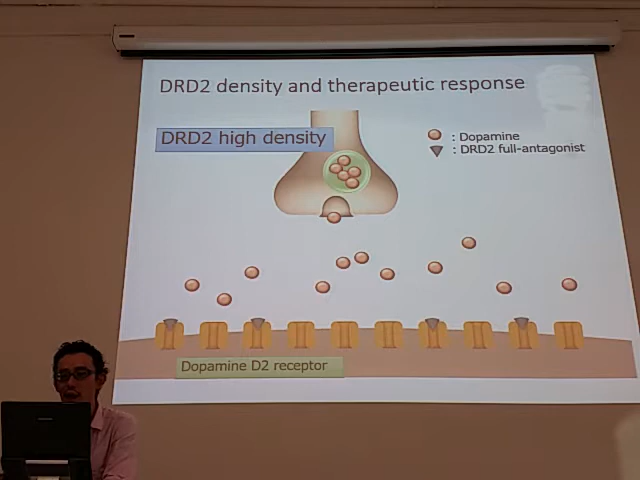 DRD2 density and therapeutic response
DRD2 high density
: Dopamine
: DRD2 full-antagonist
Dopamine D2 receptor